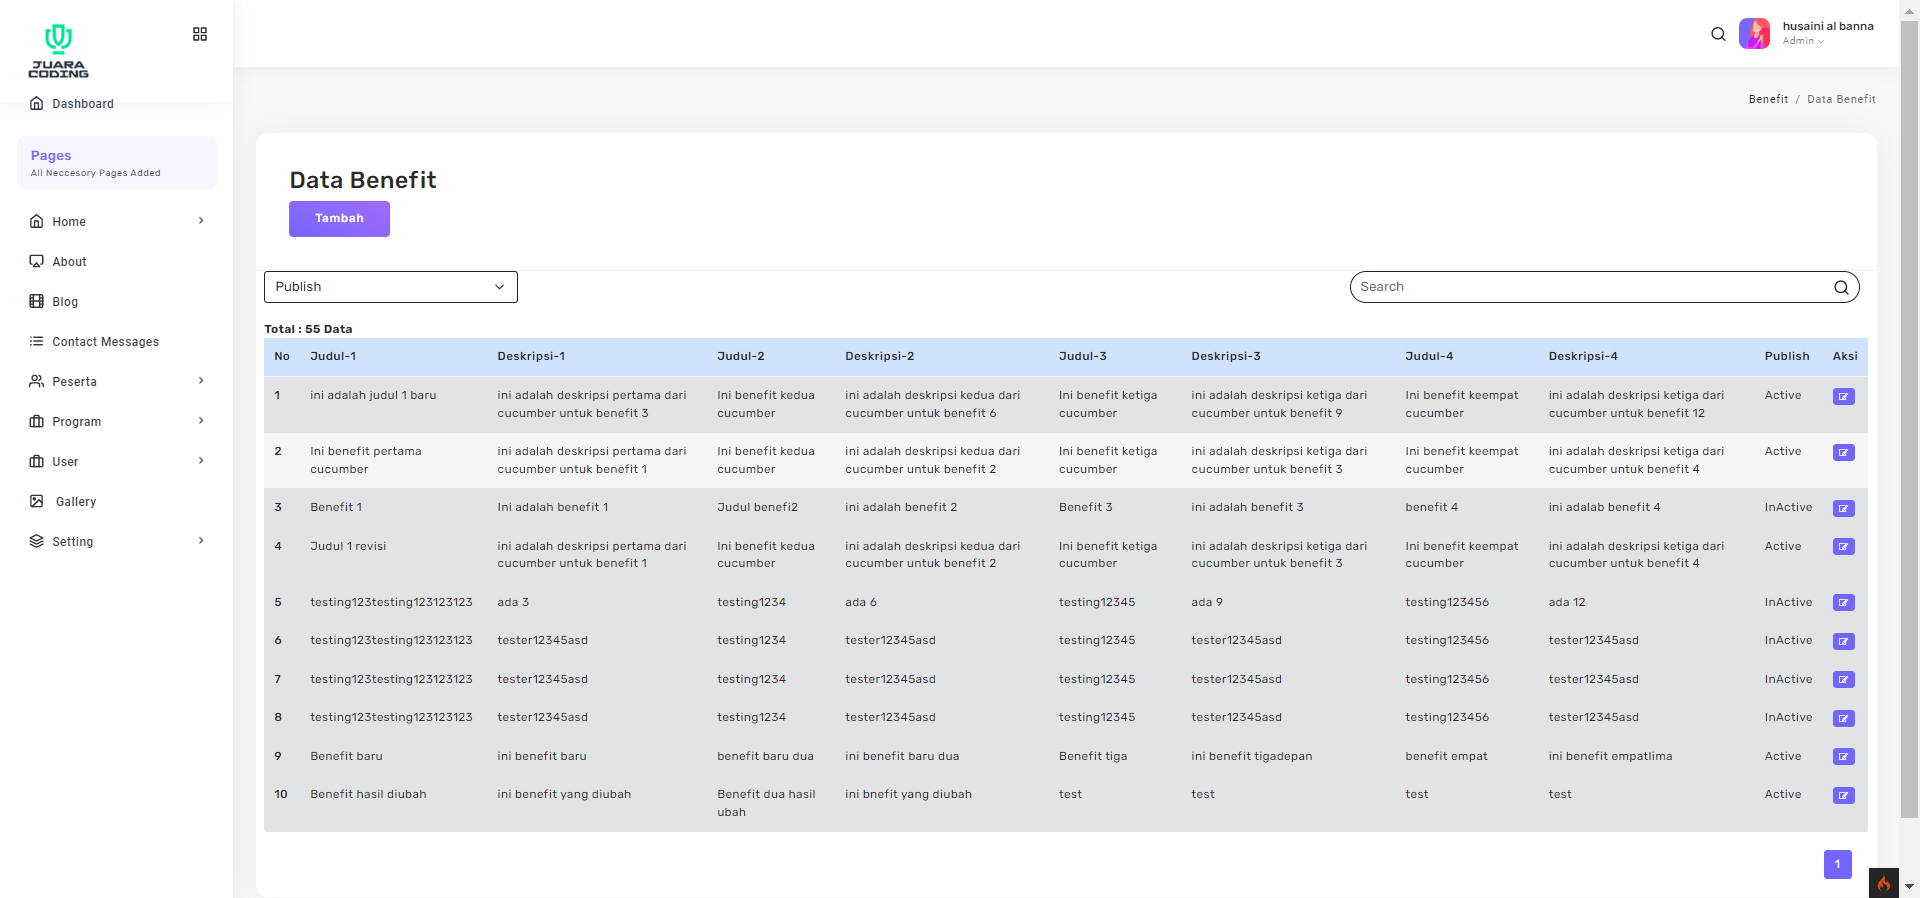 JUARA
CODING
Dashboard
Pages
All Neccesory Pages Added
Home
About
Blog
Contact Messages
Peserta
Program
User
Gallery
Setting
husaini al banna
Admin
Benefit / Data Benefit
Data Benefit
Tambah
Publish
Search
Total : 55 Data
No Judul-1 Deskripsi-1 Judul-2 Deskripsi-2 Judul-3 Deskripsi-3 Judul-4 Deskripsi-4 Publish Aksi
1 ini adalah judul 1 baru ini adalah deskripsi pertama dari Ini benefit kedua ini adalah deskripsi kedua dari Ini benefit ketiga ini adalah deskripsi ketiga dari Ini benefit keempat ini adalah deskripsi ketiga dari Active
cucumber untuk benefit 3 cucumber cucumber untuk benefit 6 cucumber cucumber untuk benefit 9 cucumber cucumber untuk benefit 12
2 Ini benefit pertama ini adalah deskripsi pertama dari Ini benefit kedua ini adalah deskripsi kedua dari Ini benefit ketiga ini adalah deskripsi ketiga dari Ini benefit keempat ini adalah deskripsi ketiga dari Active
cucumber cucumber untuk benefit 1 cucumber cucumber untuk benefit 2 cucumber cucumber untuk benefit 3 cucumber cucumber untuk benefit 4
3 Benefit 1 Ini adalah benefit 1 Judul benefi2 ini adalah benefit 2 Benefit 3 ini adalah benefit 3 benefit 4 ini adalab benefit 4 InActive
4 Judul 1 revisi ini adalah deskripsi pertama dari Ini benefit kedua ini adalah deskripsi kedua dari Ini benefit ketiga ini adalah deskripsi ketiga dari Ini benefit keempat ini adalah deskripsi ketiga dari Active
cucumber untuk benefit 1 cucumber cucumber untuk benefit 2 cucumber cucumber untuk benefit 3 cucumber cucumber untuk benefit 4
5 testing123testing123123123 ada 3 testing1234 ada 6 testing12345 ada 9 testing123456 ada 12 InActive
6 testing123testing123123123 tester12345asd testing1234 tester12345asd testing12345 tester12345asd testing123456 tester12345asd InActive
7 testing123testing123123123 tester12345asd testing1234 tester12345asd testing12345 tester12345asd testing123456 tester12345asd InActive
8 testing123testing123123123 tester12345asd testing1234 tester12345asd testing12345 tester12345asd testing123456 tester12345asd InActive
9 Benefit baru ini benefit baru benefit baru dua ini benefit baru dua Benefit tiga ini benefit tigadepan benefit empat ini benefit empatlima Active
10 Benefit hasil diubah ini benefit yang diubah Benefit dua hasil ini bnefit yang diubah test test test test Active
ubah
1